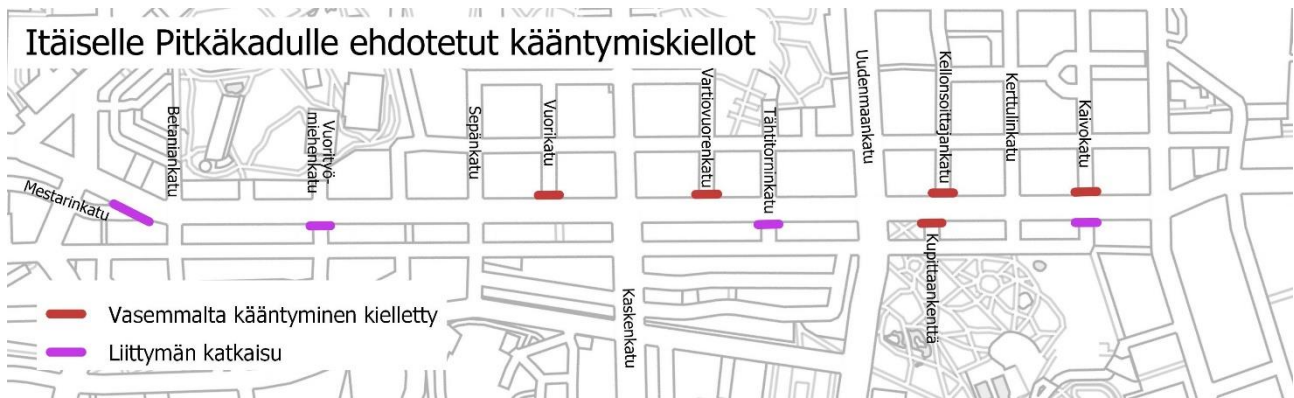 Itäiselle Pitkäkadulle ehdotetut kääntymiskiellot
Mestarinkatu
Betaniankatu
Vuorityö-
miehenkatu
Sepänkatu
Vuorikatu
Kaskenkatu
Vartiovuorenkatu
Tähtitorninkatu
Uudenmaankatu
Kellonsoittajankatu
Kupittaankenttä
Kerttulinkatu
Kaivokatu
Vasemmalta kääntyminen kielletty
Liittymän katkaisu